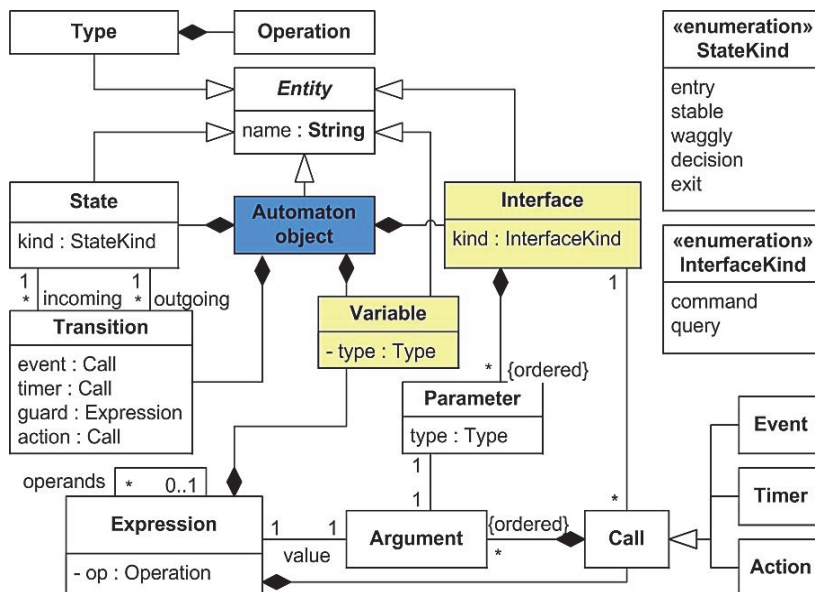 Type
Operation
«enumeration»
StateKind
entry
stable
waggly
decision
exit
Entity
name : String
State
kind : StateKind
Automaton
object
Interface
kind : InterfaceKind
«enumeration»
InterfaceKind
command
query
1
*
incoming
1
*
outgoing
1
Transition
event : Call
timer : Call
guard : Expression
action : Call
Variable
- type : Type
*
{ordered}
Parameter
type : Type
Event
operands
*
0..1
1
1
Timer
Expression
- op : Operation
1
1
value
Argument
{ordered}
*
*
Call
Action